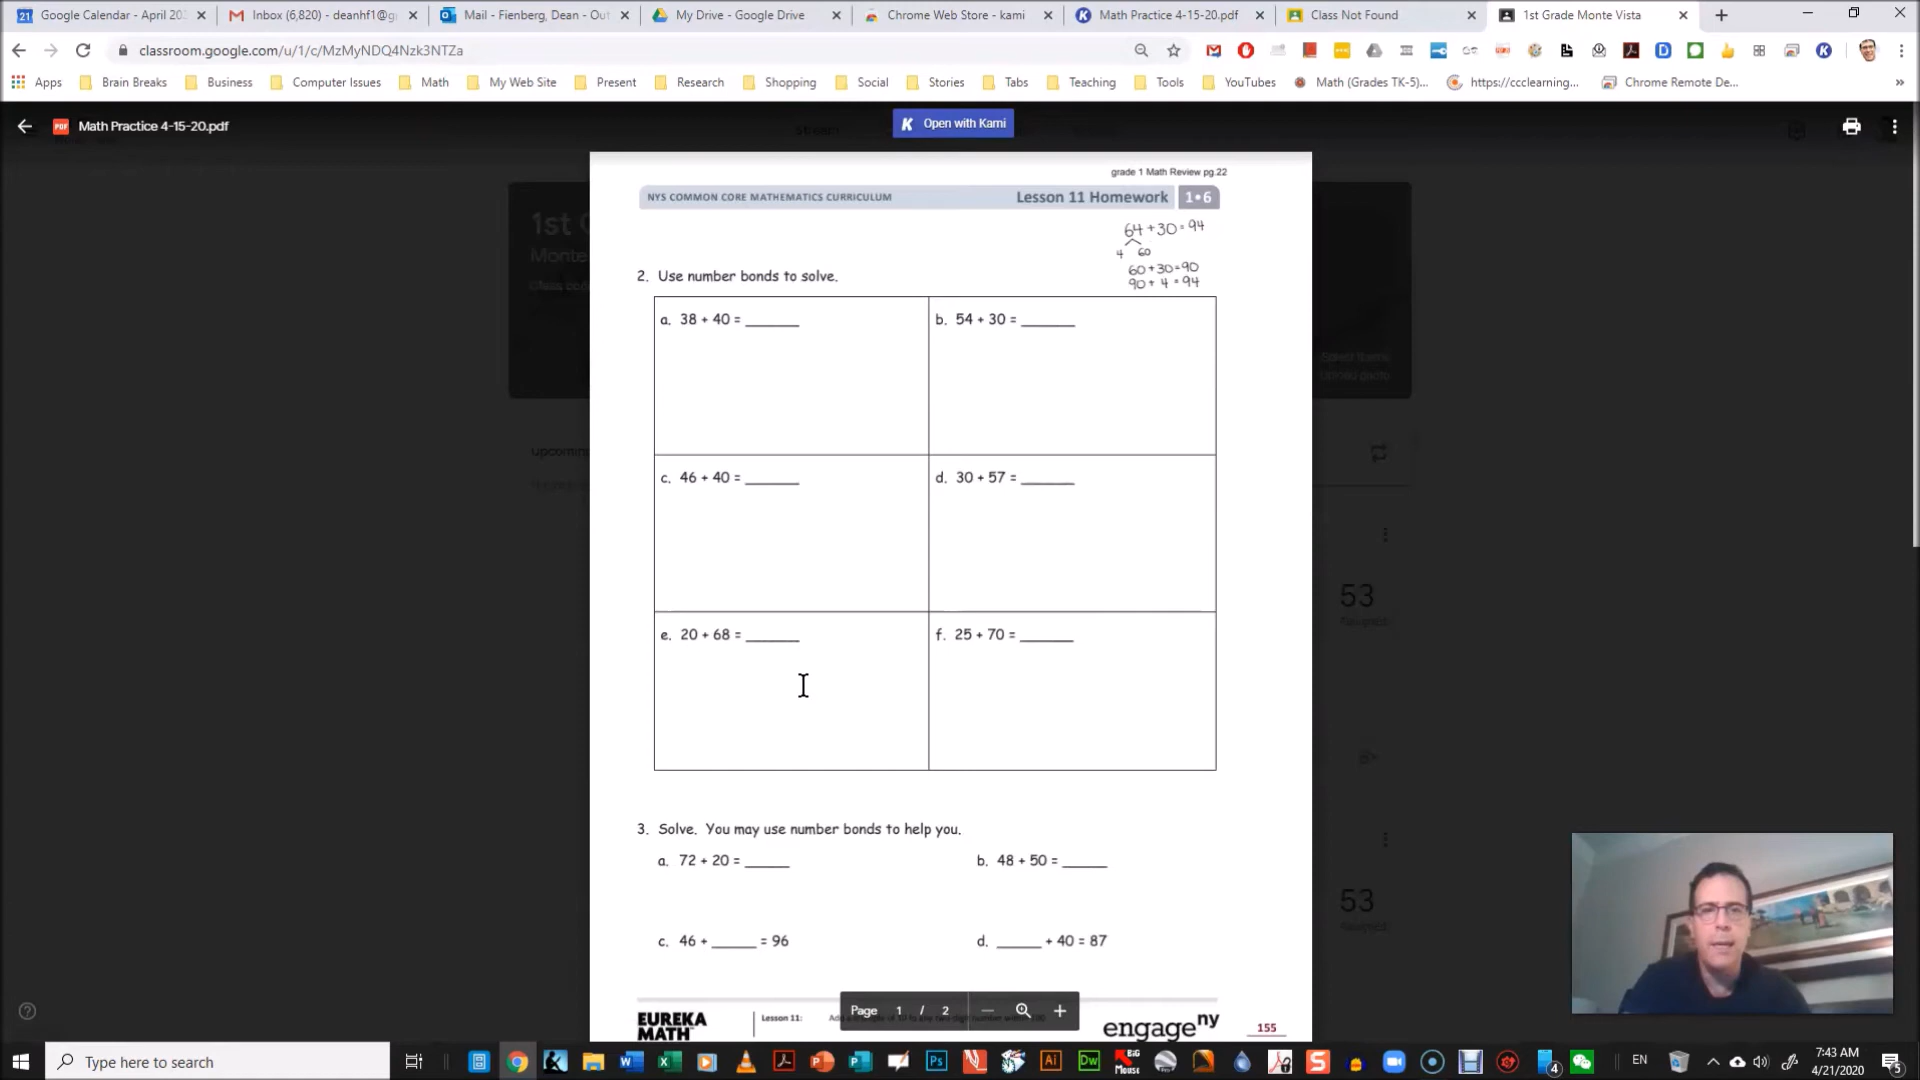 Google Calendar - April 20
Inbox (6,820) - deanhf1@g
Mail - Fienberg, Dean - Out
My Drive - Google Drive
Chrome Web Store - kami
Math Practice 4-15-20.pdf
Class Not Found
1st Grade Monte Vista
classroom.google.com/u/1/c/MzMyNDQ4Nzk3NTZa
Apps
Brain Breaks
Business
Computer Issues
Math
My Web Site
Present
Research
Shopping
Social
Stories
Tabs
Teaching
Tools
YouTubes
Math (Grades TK-5)...
https://ccclearning...
Chrome Remote De...
PDF
Math Practice 4-15-20.pdf
K Open with Kami
grade 1 Math Review pg.22
NYS COMMON CORE MATHEMATICS CURRICULUM
Lesson 11 Homework 1•6
64 + 30 = 94
4 60
60 + 30 = 90
90 + 4 = 94
2. Use number bonds to solve.
a. 38 + 40 = ______
b. 54 + 30 = ______
c. 46 + 40 = ______
d. 30 + 57 = ______
e. 20 + 68 = ______
f. 25 + 70 = ______
3. Solve. You may use number bonds to help you.
a. 72 + 20 = _____
b. 48 + 50 = _____
c. 46 + _____ = 96
d. _____ + 40 = 87
53
53
Page 1 / 2
EUREKA MATH
Lesson 11:
engageny
155
Type here to search
EN
7:43 AM
4/21/2020